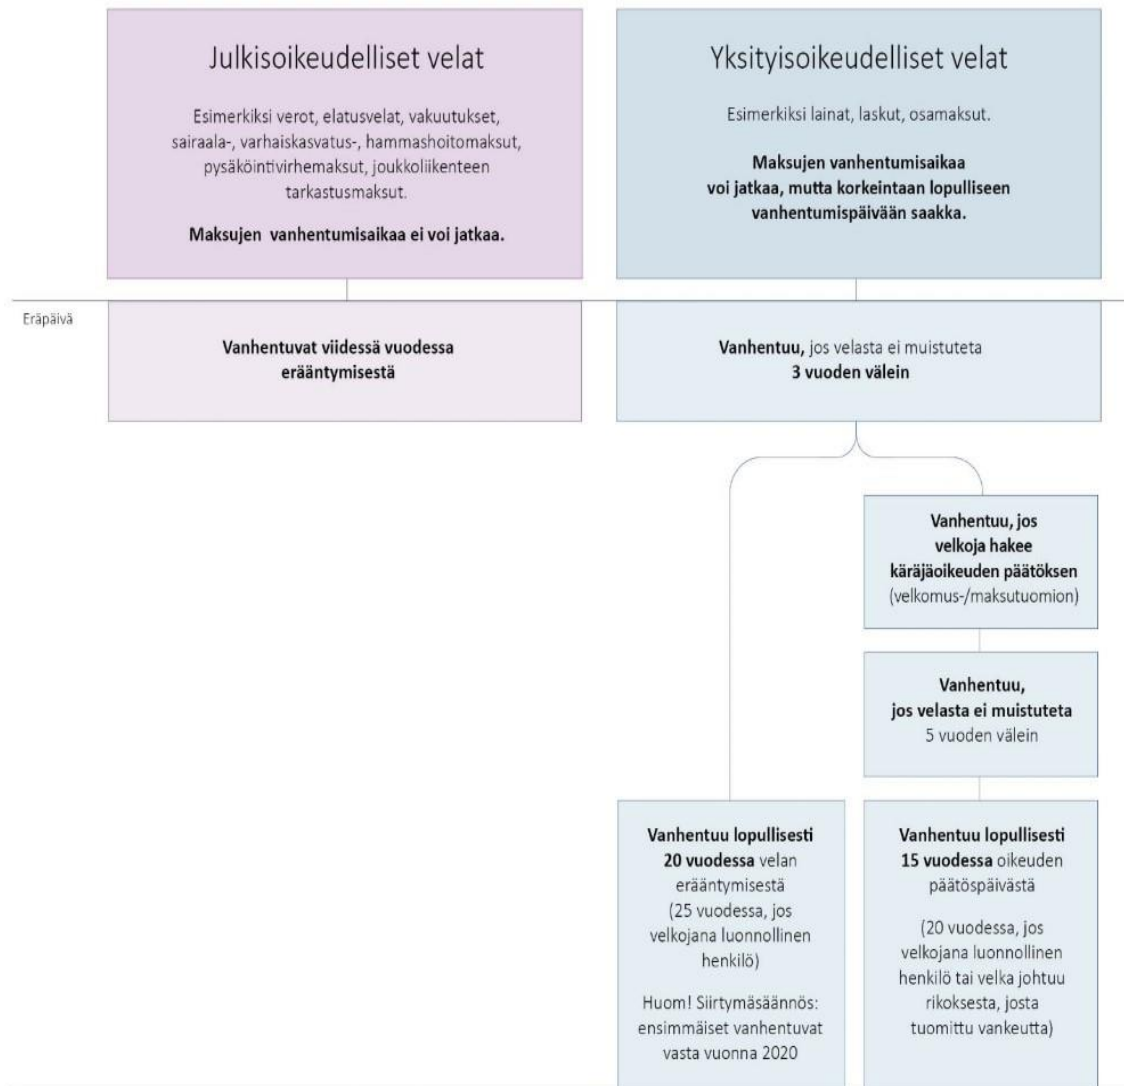 Julkisoikeudelliset velat
Esimerkiksi verot, elatusvelat, vakuutukset,
sairaala-, varhaiskasvatus-, hammashoitomaksut,
pysäköintivirhemaksut, joukkoliikenteen
tarkastusmaksut.
Maksujen vanhentumisaikaa ei voi jatkaa.
Yksityisoikeudelliset velat
Esimerkiksi lainat, laskut, osamaksut.
Maksujen vanhentumisaikaa
voi jatkaa, mutta korkeintaan lopulliseen
vanhentumispäivään saakka.
Eräpäivä
Vanhentuvat viidessä vuodessa
erääntymisestä
Vanhentuu, jos velasta ei muistuteta
3 vuoden välein
Vanhentuu, jos
velkoja hakee
käräjäoikeuden päätöksen
(velkomus-/maksutuomion)
Vanhentuu,
jos velasta ei muistuteta
5 vuoden välein
Vanhentuu lopullisesti
20 vuodessa velan
erääntymisestä
(25 vuodessa, jos
velkojana luonnollinen
henkilö)
Huom! Siirtymäsäännös:
ensimmäiset vanhentuvat
vasta vuonna 2020
Vanhentuu lopullisesti
15 vuodessa oikeuden
päätöspäivästä
(20 vuodessa, jos
velkojana luonnollinen
henkilö tai velka johtuu
rikoksesta, josta
tuomittu vankeutta)